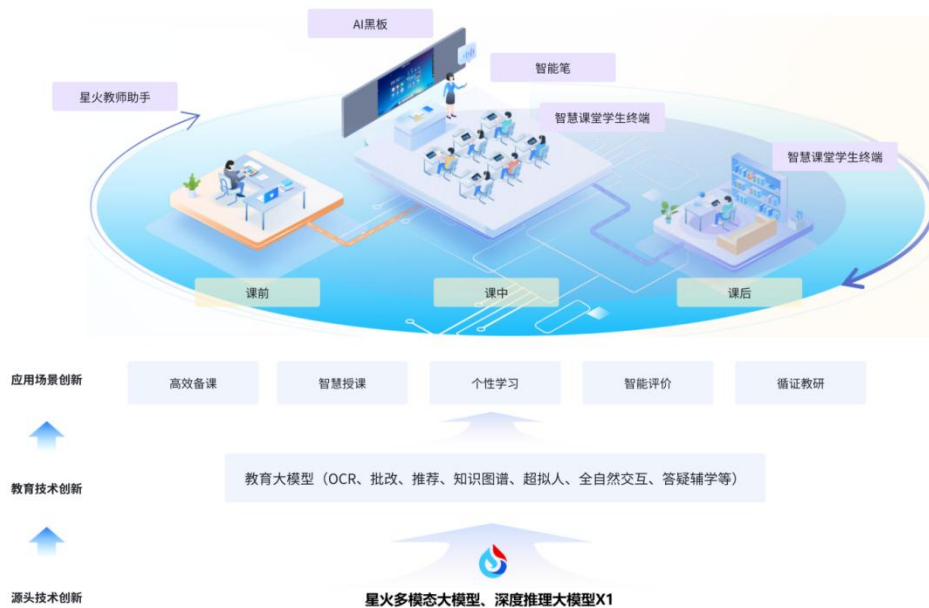 AI黑板
智能笔
星火教师助手
智慧课堂学生终端
智慧课堂学生终端
课前
课中
课后
应用场景创新
高效备课
智慧授课
个性学习
智能评价
循证教研
教育技术创新
教育大模型（OCR、批改、推荐、知识图谱、超拟人、全自然交互、答疑辅学等）
源头技术创新
星火多模态大模型、深度推理大模型X1